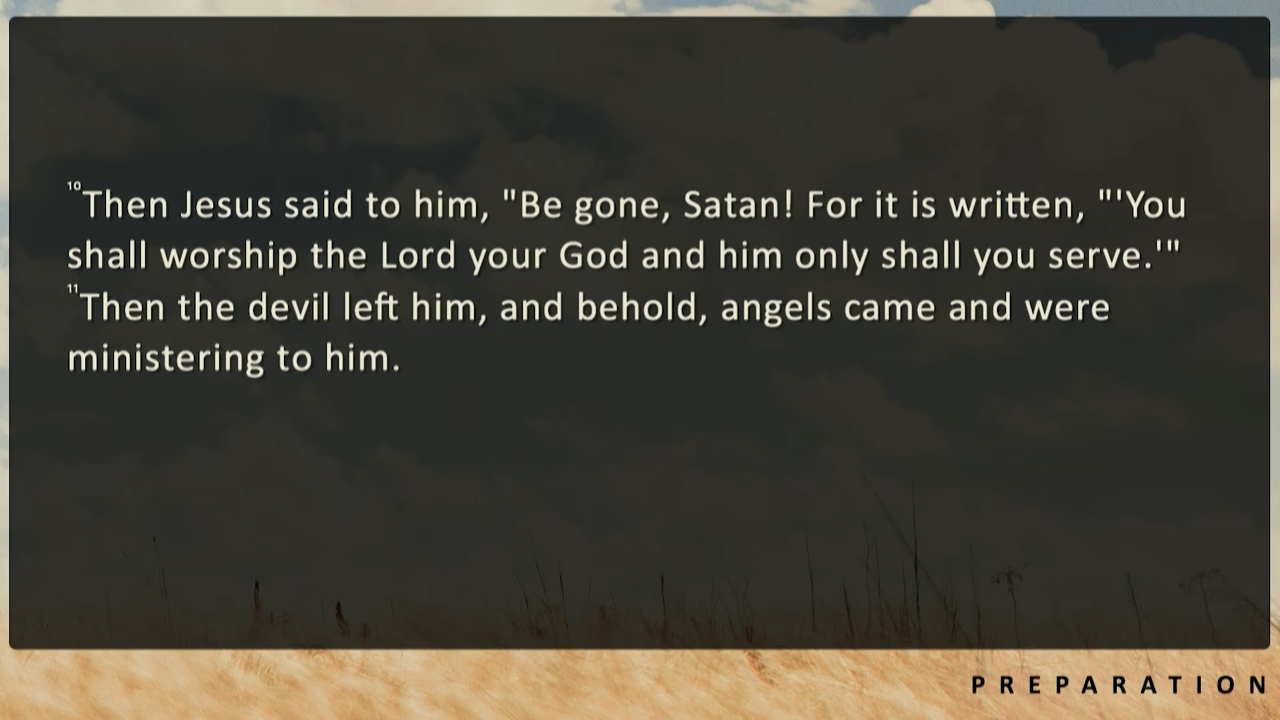 10Then Jesus said to him, "Be gone, Satan! For it is written, "'You
shall worship the Lord your God and him only shall you serve.'"
11Then the devil left him, and behold, angels came and were
ministering to him.
PREPARATION